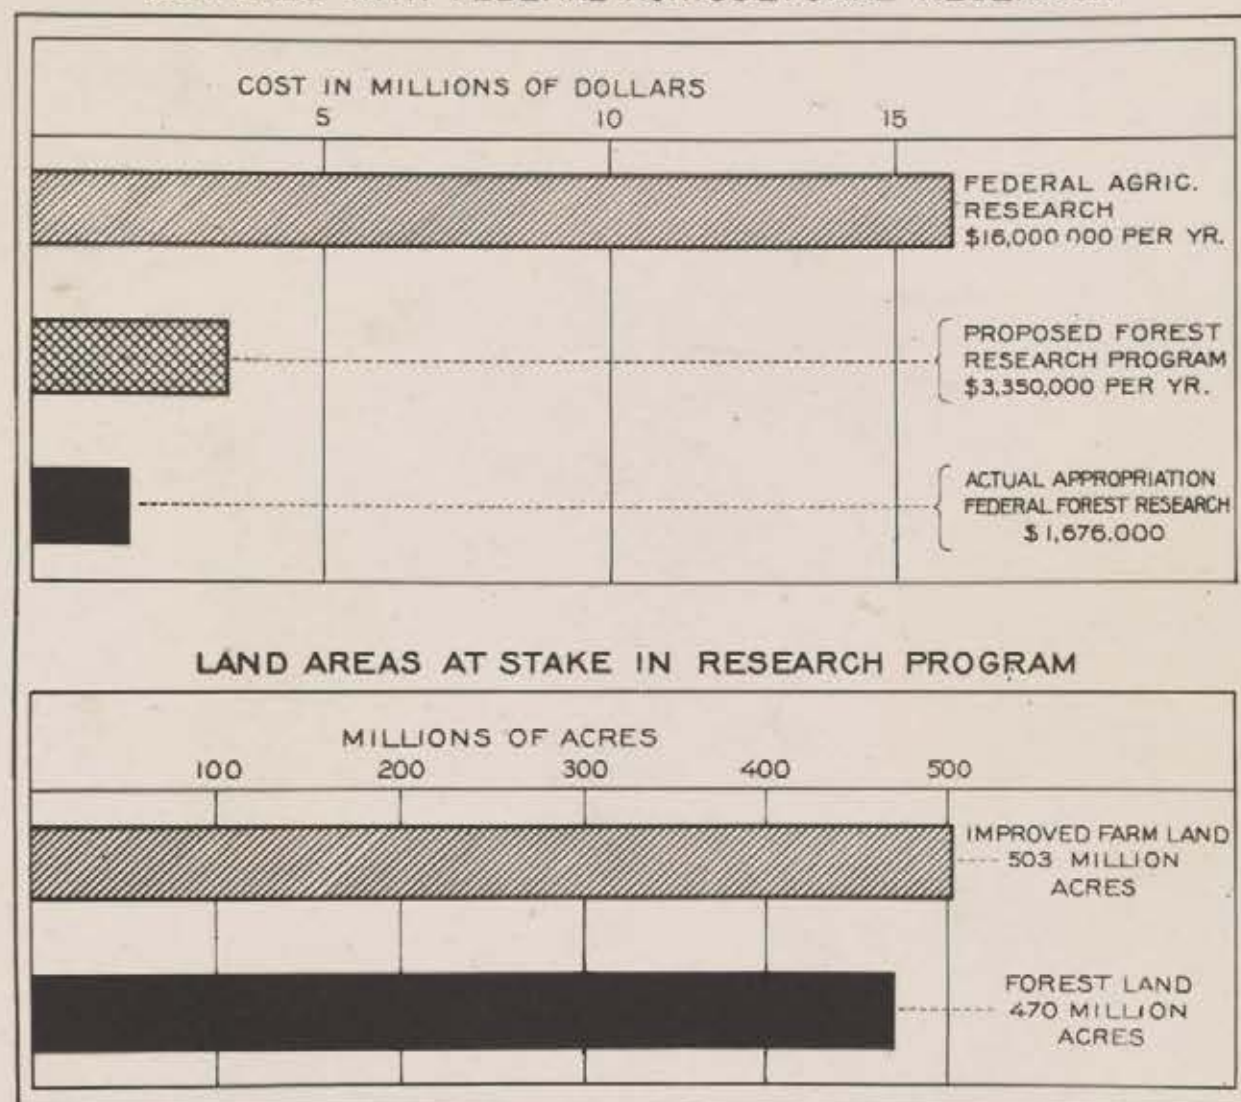 COST IN MILLIONS OF DOLLARS
5 10 15
FEDERAL AGRIC.
RESEARCH
$16,000,000 PER YR.
PROPOSED FOREST
RESEARCH PROGRAM
$3,350,000 PER YR.
ACTUAL APPROPRIATION
FEDERAL FOREST RESEARCH
$1,676.000
LAND AREAS AT STAKE IN RESEARCH PROGRAM
MILLIONS OF ACRES
100 200 300 400 500
IMPROVED FARM LAND
503 MILLION
ACRES
FOREST LAND
470 MILLION
ACRES